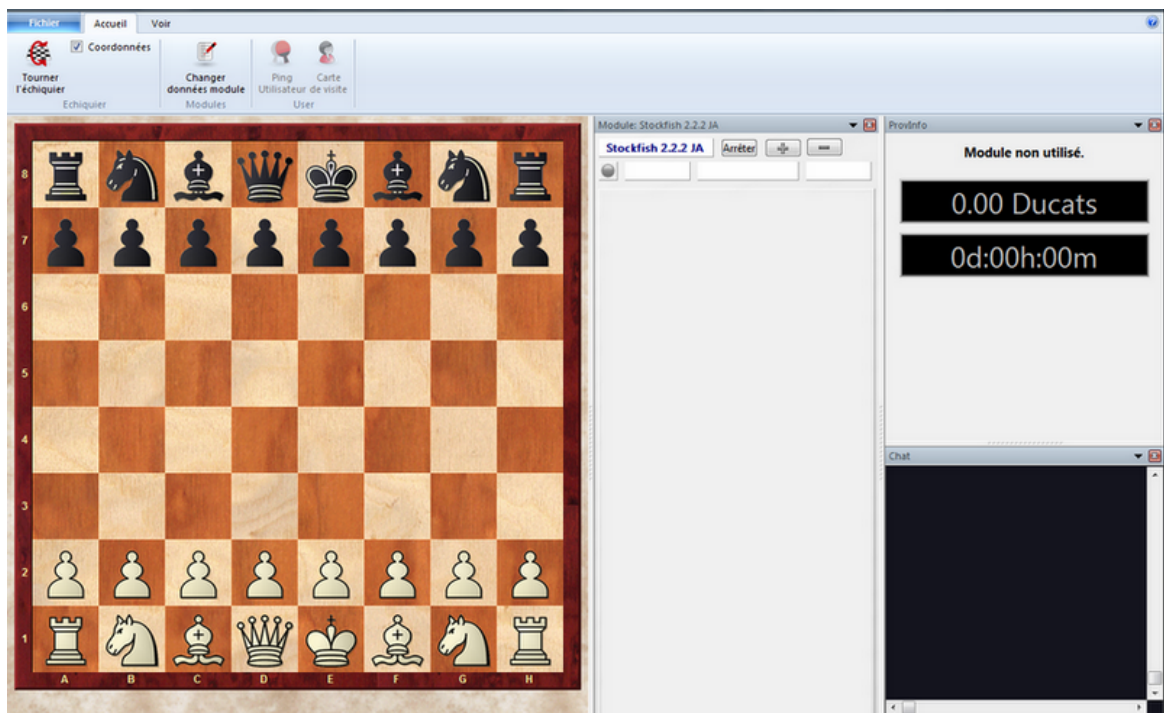 Fichier Accueil Voir
Coordonnées
Tourner l'échiquier
Changer données module
Ping Utilisateur
Carte de visite
Echiquier Modules User
Module: Stockfish 2.2.2 JA
Stockfish 2.2.2 JA Arrêter
ProvInfo
Module non utilisé.
0.00 Ducats
0d:00h:00m
Chat
8
7
6
5
4
3
2
1
A B C D E F G H